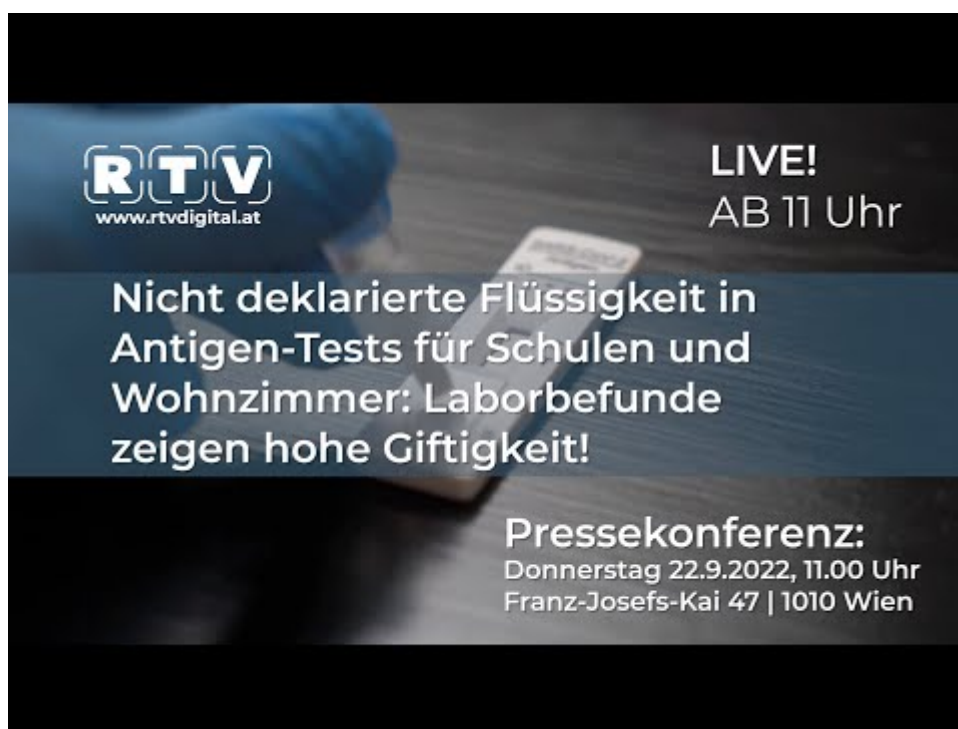 RTV
www.rtvdigital.at
LIVE!
AB 11 Uhr
Nicht deklarierte Flüssigkeit in
Antigen-Tests für Schulen und
Wohnzimmer: Laborbefunde
zeigen hohe Giftigkeit!
Pressekonferenz:
Donnerstag 22.9.2022, 11.00 Uhr
Franz-Josefs-Kai 47 | 1010 Wien